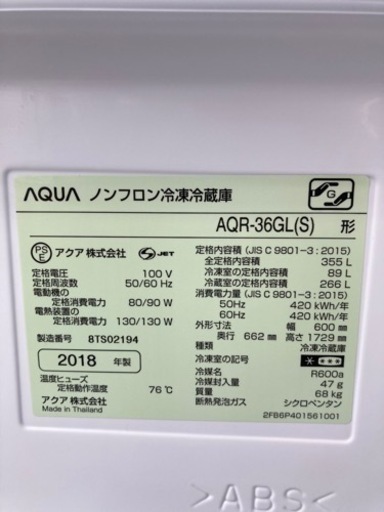 AQUA ノンフロン冷凍冷蔵庫
G
AQR-36GL(S) 形
PS E アクア株式会社 S JET
定格電圧 100 V
定格周波数 50/60 Hz
電動機の
定格消費電力 80/90 W
電熱装置の
定格消費電力 130/130 W
製造番号 8TS02194
2018 年製
温度ヒューズ
定格動作温度 76℃
アクア株式会社
Made in Thailand
定格内容積 (JIS C 9801-3:2015)
全定格内容積 355 L
冷凍室の定格内容積 89 L
冷蔵室の定格内容積 266 L
消費電力量 (JIS C 9801-3:2015)
50Hz 420 kWh/年
60Hz 420 kWh/年
外形寸法 幅 600 mm
奥行 662 mm 高さ 1729 mm
種類 冷凍冷蔵庫
冷凍室の記号
冷媒名 R600a
冷媒封入量 47 g
質量 68 kg
断熱発泡ガス シクロペンタン
2FB6P401561001
>ABS<